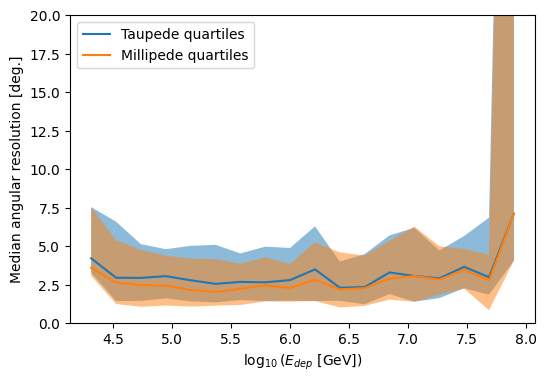 20.0
17.5
15.0
12.5
10.0
7.5
5.0
2.5
0.0
Median angular resolution [deg.]
Taupede quartiles
Millipede quartiles
4.5 5.0 5.5 6.0 6.5 7.0 7.5 8.0
log₁₀(E_dep [GeV])